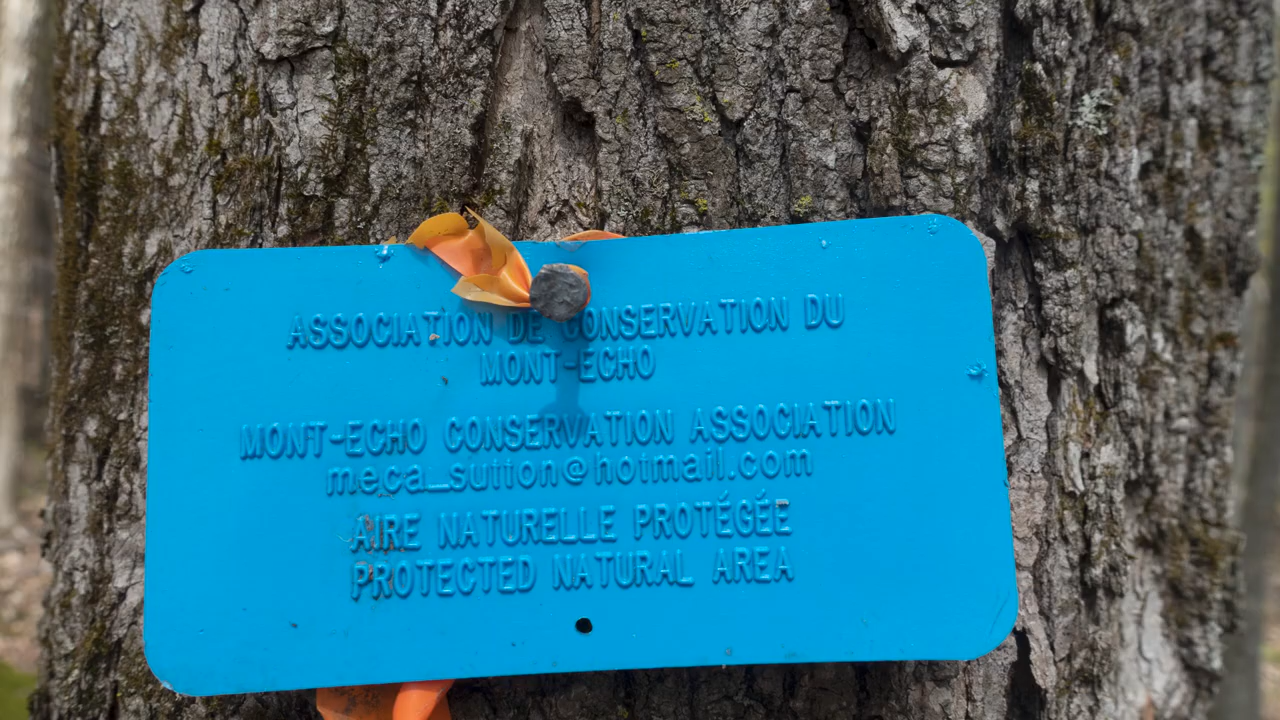 ASSOCIATION DE CONSERVATION DU
MONT-ECHO
MONT-ECHO CONSERVATION ASSOCIATION
meca_sutton@hotmail.com
AIRE NATURELLE PROTÉGÉE
PROTECTED NATURAL AREA